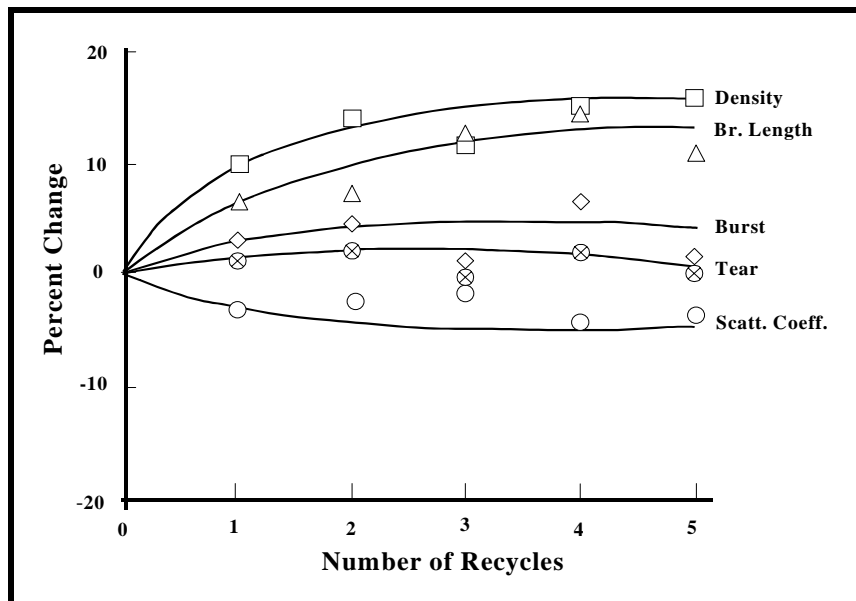 20
Density
Br. Length
10
Burst
Tear
0
Scatt. Coeff.
-10
-20
0 1 2 3 4 5
Percent Change
Number of Recycles